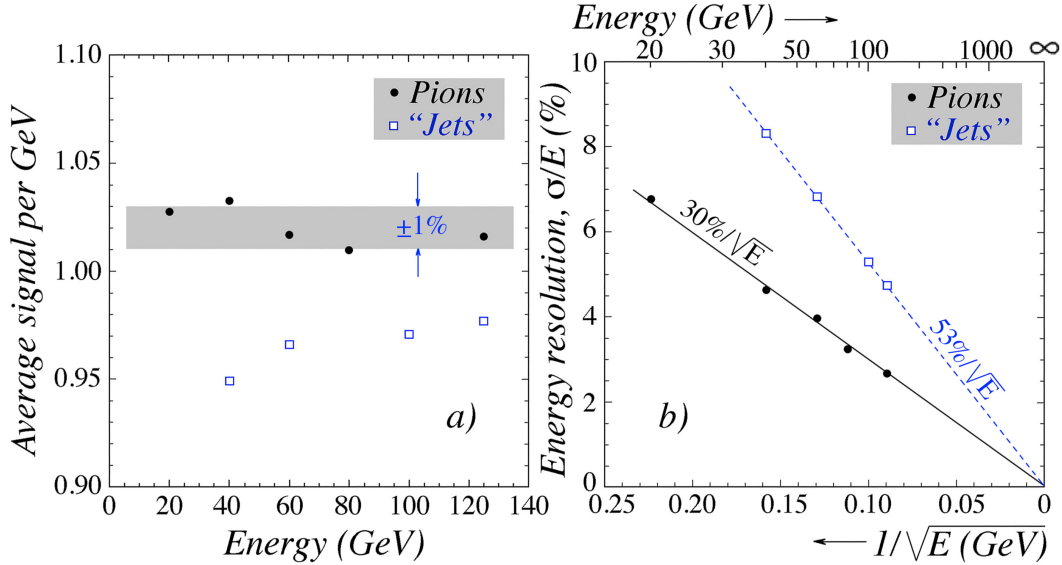 1.10
1.05
1.00
0.95
0.90
0
20
40
60
80
100
120
140
Average signal per GeV
Energy (GeV)
Pions
“Jets”
±1%
a)
Energy (GeV)
20
30
50
100
1000
∞
10
8
6
4
2
0
0.25
0.20
0.15
0.10
0.05
0
Energy resolution, σ/E (%)
1/√E (GeV)
Pions
“Jets”
30%/√E
53%/√E
b)